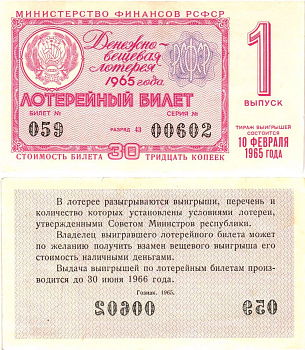 МИНИСТЕРСТВО ФИНАНСОВ РСФСР
Денежно-
вещевая
лотерея
1965 года
РСФСР
1
ВЫПУСК
ЛОТЕРЕЙНЫЙ БИЛЕТ
БИЛЕТ № СЕРИЯ №
059 РАЗРЯД 43 00602
ТИРАЖ ВЫИГРЫШЕЙ
СОСТОИТСЯ
10 ФЕВРАЛЯ
1965 ГОДА
СТОИМОСТЬ БИЛЕТА 30 ТРИДЦАТЬ КОПЕЕК
В лотерее разыгрываются выигрыши, перечень и
количество которых установлены условиями лотереи,
утвержденными Советом Министров республики.
Владелец выигравшего лотерейного билета может
по желанию получить взамен вещевого выигрыша его
стоимость наличными деньгами.
Выдача выигрышей по лотерейным билетам произ-
водится до 30 июня 1966 года.
Гознак. 1965.
00602 059